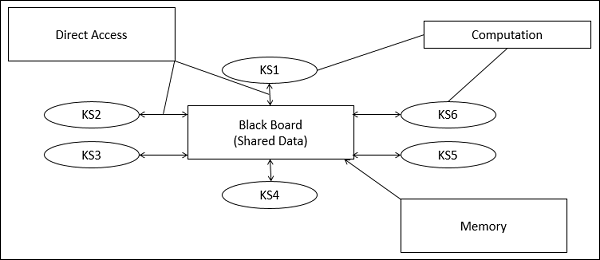 Direct Access
Computation
KS1
KS2
KS6
Black Board
(Shared Data)
KS3
KS5
KS4
Memory